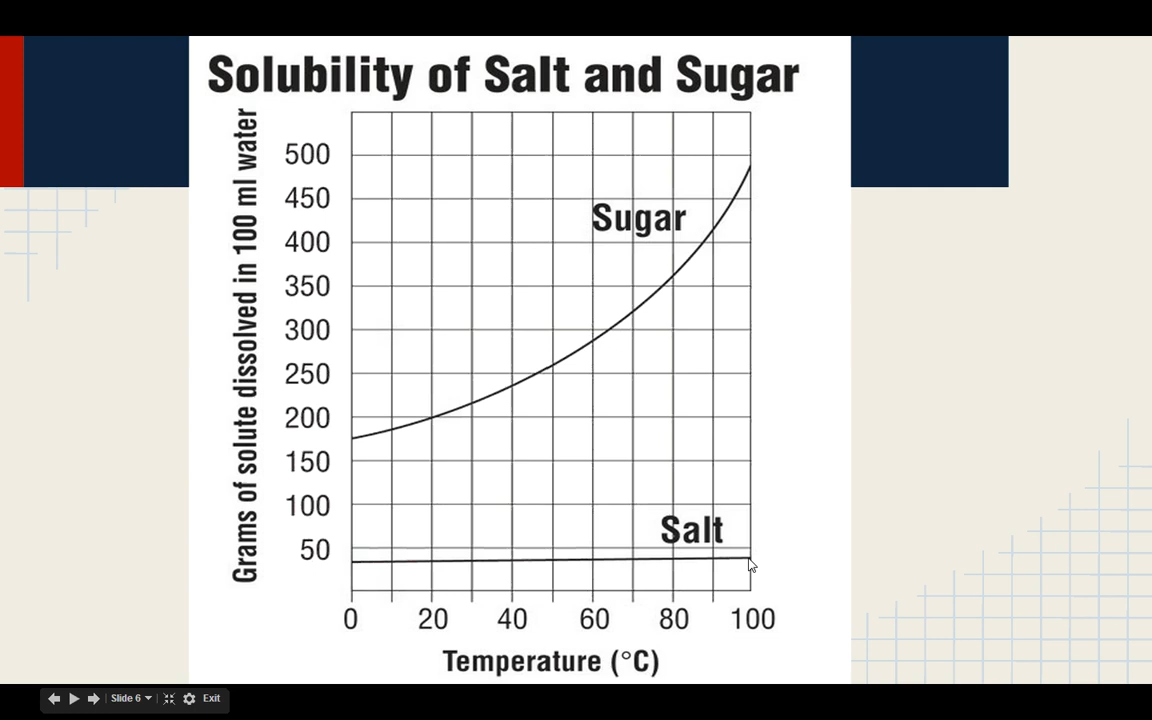 Solubility of Salt and Sugar
Grams of solute dissolved in 100 ml water
500
450
400
350
300
250
200
150
100
50
Sugar
Salt
0 20 40 60 80 100
Temperature (°C)
Slide 6 Exit